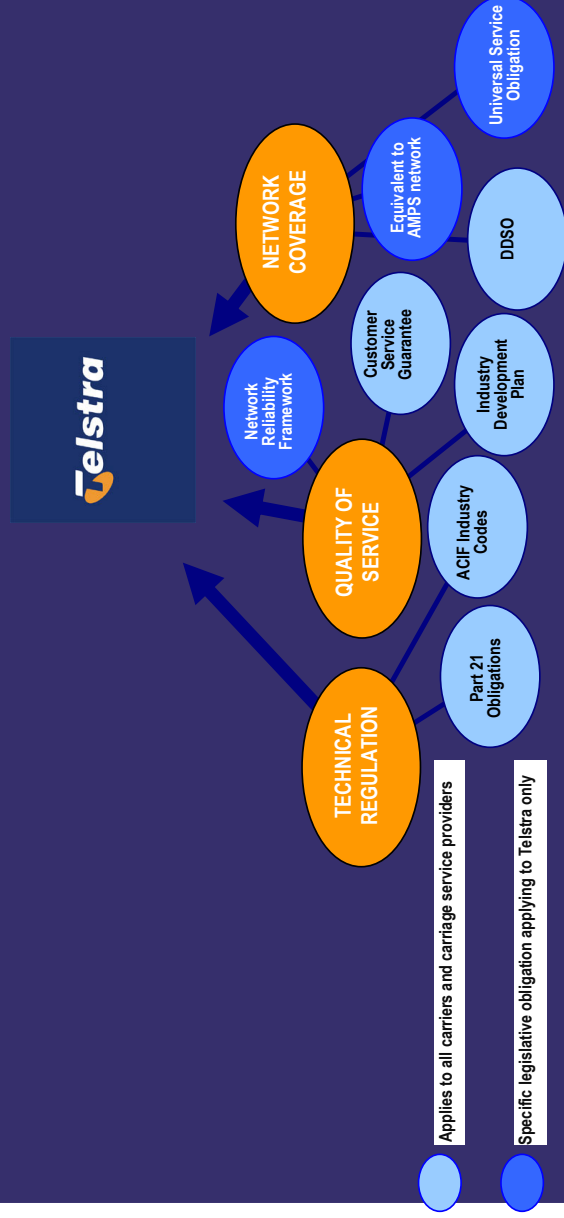 Telstra
NETWORK
COVERAGE
QUALITY OF
SERVICE
TECHNICAL
REGULATION
Network
Reliability
Framework
Customer
Service
Guarantee
Equivalent to
AMPS network
Universal Service
Obligation
DDSO
Industry
Development
Plan
ACIF Industry
Codes
Part 21
Obligations
Applies to all carriers and carriage service providers
Specific legislative obligation applying to Telstra only